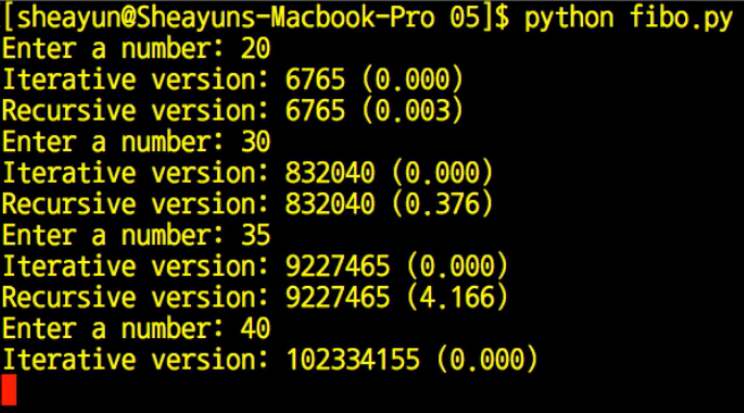 [sheayun@Sheayuns-Macbook-Pro 05]$ python fibo.py
Enter a number: 20
Iterative version: 6765 (0.000)
Recursive version: 6765 (0.003)
Enter a number: 30
Iterative version: 832040 (0.000)
Recursive version: 832040 (0.376)
Enter a number: 35
Iterative version: 9227465 (0.000)
Recursive version: 9227465 (4.166)
Enter a number: 40
Iterative version: 102334155 (0.000)